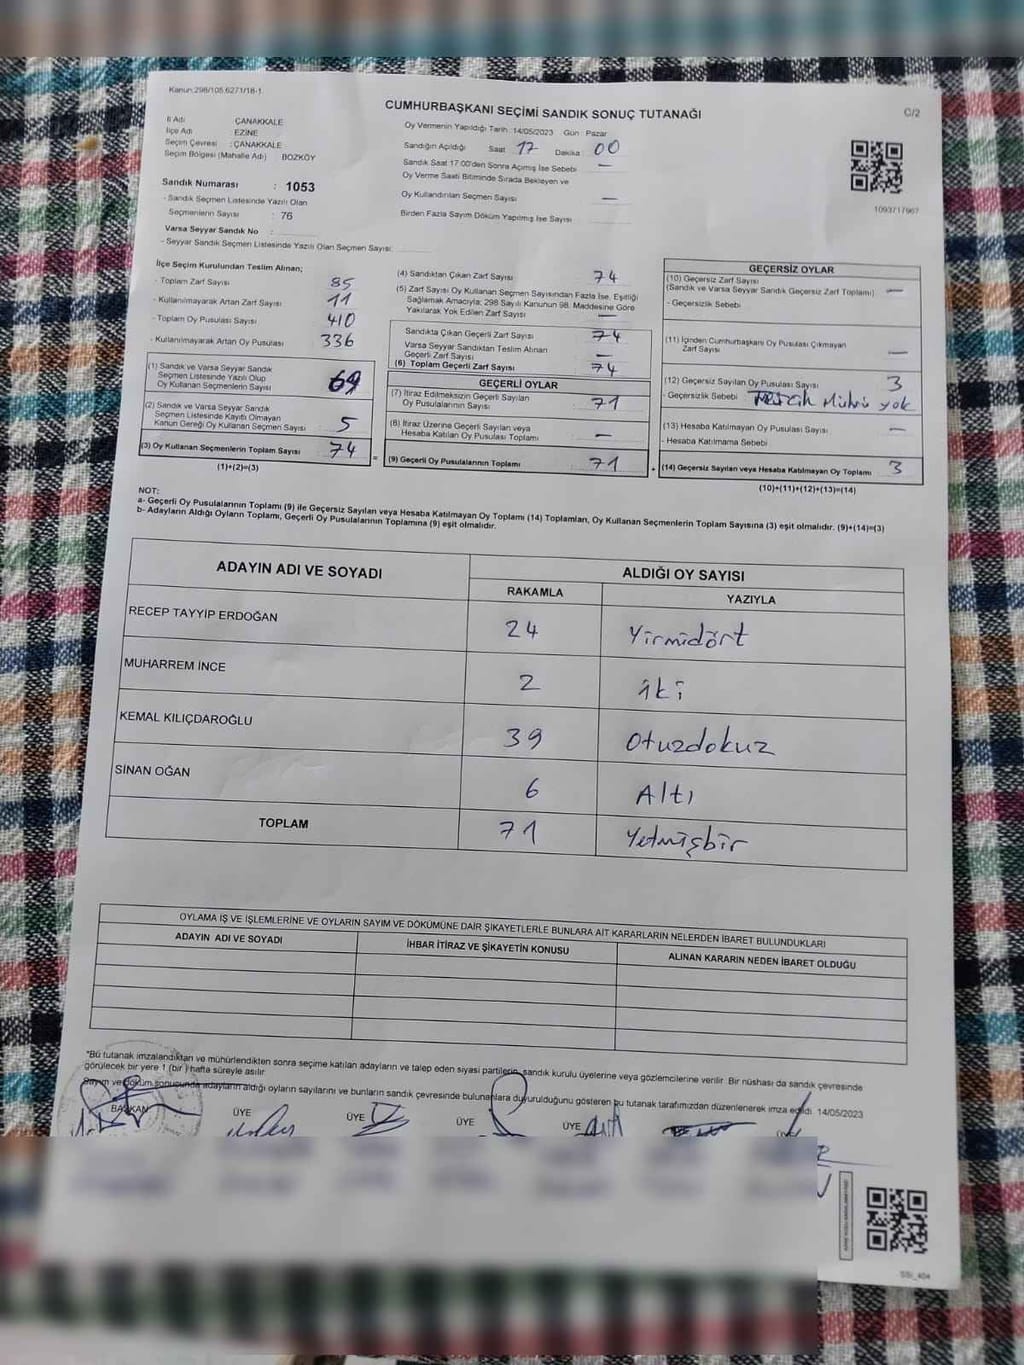 Kanun:298/105,6271/18-1
CUMHURBAŞKANI SEÇİMİ SANDIK SONUÇ TUTANAĞI
C/2
İl Adı ÇANAKKALE
İlçe Adı EZİNE
Seçim Çevresi : ÇANAKKALE
Seçim Bölgesi (Mahalle Adı) BOZKÖY
Sandık Numarası : 1053
- Sandık Seçmen Listesinde Yazılı Olan
Seçmenlerin Sayısı : 76
Varsa Seyyar Sandık No :
- Seyyar Sandık Seçmen Listesinde Yazılı Olan Seçmen Sayısı:
Oy Vermenin Yapıldığı Tarih : 14/05/2023 Gün : Pazar
Sandığın Açıldığı Saat 17 Dakika : 00
Sandık Saat 17:00'den Sonra Açımış İse Sebebi —
Oy Verme Saati Bitiminde Sırada Bekleyen ve
Oy Kullandırılan Seçmen Sayısı —
Birden Fazla Sayım Döküm Yapılmış İse Sayısı
1093717667
İlçe Seçim Kurulundan Teslim Alınan;
- Toplam Zarf Sayısı : 85
- Kullanılmayarak Artan Zarf Sayısı : 11
- Toplam Oy Pusulası Sayısı : 410
- Kullanılmayarak Artan Oy Pusulası : 336
(1) Sandık ve Varsa Seyyar Sandık
Seçmen Listesinde Yazılı Olup
Oy Kullanan Seçmenlerin Sayısı : 69
(2) Sandık ve Varsa Seyyar Sandık
Seçmen Listesinde Kayıtlı Olmayan
Kanun Gereği Oy Kullanan Seçmen Sayısı : 5
(3) Oy Kullanan Seçmenlerin Toplam Sayısı : 74
(1)+(2)=(3)
(4) Sandıktan Çıkan Zarf Sayısı : 74
(5) Zarf Sayısı Oy Kullanan Seçmen Sayısından Fazla İse, Eşitliği
Sağlamak Amacıyla; 298 Sayılı Kanunun 98. Maddesine Göre
Yakılarak Yok Edilen Zarf Sayısı : —
Sandıkta Çıkan Geçerli Zarf Sayısı : 74
Varsa Seyyar Sandıktan Teslim Alınan
Geçerli Zarf Sayısı : —
(6) Toplam Geçerli Zarf Sayısı : 74
GEÇERLİ OYLAR
(7) İtiraz Edilmeksizin Geçerli Sayılan
Oy Pusulalarının Sayısı : 71
(8) İtiraz Üzerine Geçerli Sayılan veya
Hesaba Katılan Oy Pusulası Toplamı : —
= (9) Geçerli Oy Pusulalarının Toplamı : 71
GEÇERSİZ OYLAR
(10) Geçersiz Zarf Sayısı
(Sandık ve Varsa Seyyar Sandık Geçersiz Zarf Toplamı) : —
- Geçersizlik Sebebi :
(11) İçinden Cumhurbaşkanı Oy Pusulası Çıkmayan
Zarf Sayısı : —
(12) Geçersiz Sayılan Oy Pusulası Sayısı : 3
- Geçersizlik Sebebi : Tercih Mührü yok
(13) Hesaba Katılmayan Oy Pusulası Sayısı : —
- Hesaba Katılmama Sebebi :
+ (14) Geçersiz Sayılan veya Hesaba Katılmayan Oy Toplamı : 3
(10)+(11)+(12)+(13)=(14)
NOT:
a- Geçerli Oy Pusulaların Toplamı (9) ile Geçersiz Sayılan veya Hesaba Katılmayan Oy Toplamı (14) Toplamları, Oy Kullanan Seçmenlerin Toplam Sayısına (3) eşit olmalıdır. (9)+(14)=(3)
b- Adayların Aldığı Oyların Toplamı, Geçerli Oy Pusulalarının Toplamına (9) eşit olmalıdır.
ADAYIN ADI VE SOYADI ALDIĞI OY SAYISI
RAKAMLA YAZIYLA
RECEP TAYYİP ERDOĞAN 24 Yirmidört
MUHARREM İNCE 2 iki
KEMAL KILIÇDAROĞLU 39 Otuzdokuz
SİNAN OĞAN 6 Altı
TOPLAM 71 Yetmişbir
OYLAMA İŞ VE İŞLEMLERİNE VE OYLARIN SAYIM VE DÖKÜMÜNE DAİR ŞİKAYETLERLE BUNLARA AİT KARARLARIN NELERDEN İBARET BULUNDUKLARI
ADAYIN ADI VE SOYADI İHBAR İTİRAZ VE ŞİKAYETİN KONUSU ALINAN KARARIN NEDEN İBARET OLDUĞU
*Bu tutanak imzalandıktan ve mühürlendikten sonra seçime katılan adayların ve talep eden siyasi partilerin, sandık kurulu üyelerine veya gözlemcilerine verilir. Bir nüshası da sandık çevresinde
görülecek bir yere 1 (bir) hafta süreyle asılır.
Sayım ve döküm sonucunda adayların aldığı oyların sayılarını ve bunların sandık çevresinde bulunanlara duyurulduğunu gösteren bu tutanak tarafımızdan düzenlenerek imza edildi. 14/05/2023
BAŞKAN ÜYE ÜYE ÜYE ÜYE